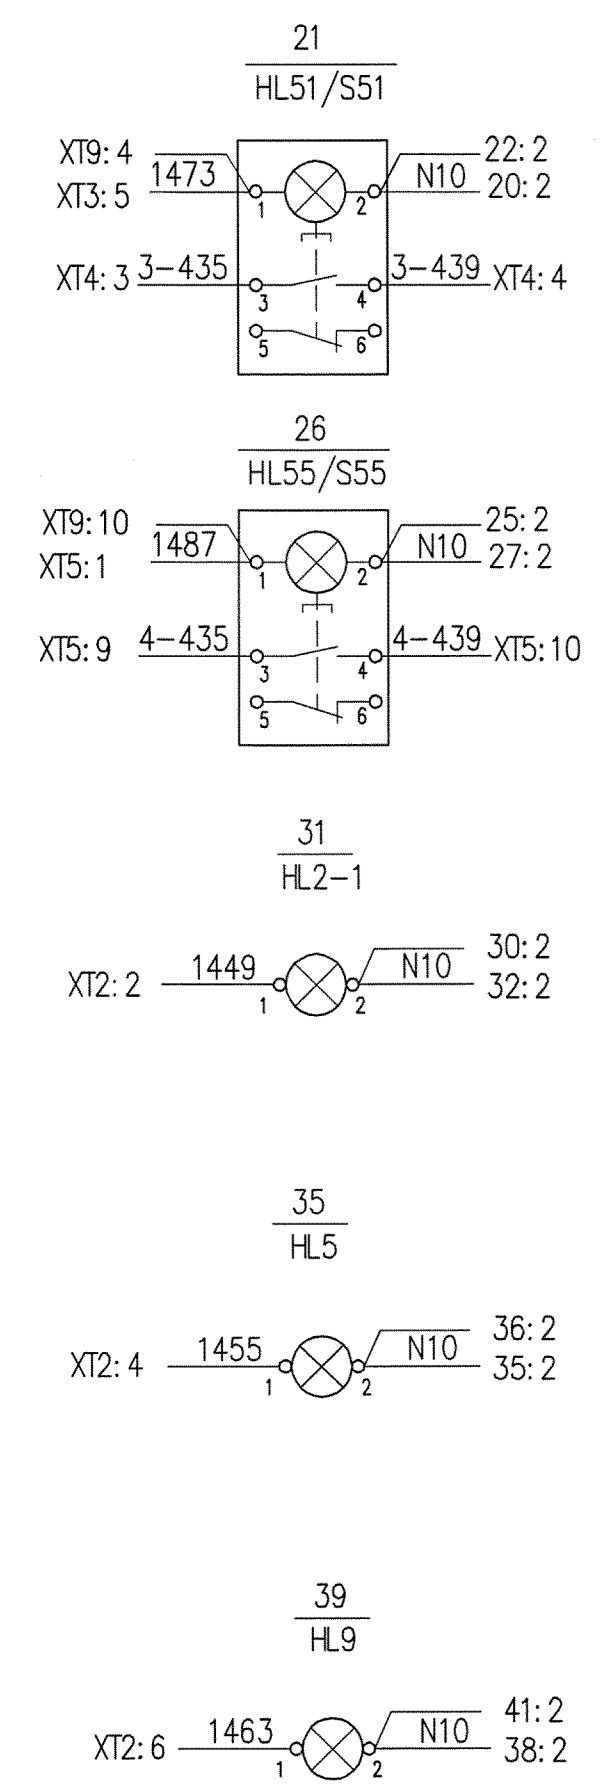 21
HL51/S51
XT9: 4 22: 2
1473 N10
XT3: 5 20: 2
1 2
3-435 3-439
XT4: 3 XT4: 4
3 4
5 6
26
HL55/S55
XT9: 10 25: 2
1487 N10
XT5: 1 27: 2
1 2
4-435 4-439
XT5: 9 XT5: 10
3 4
5 6
31
HL2-1
30: 2
1449 N10
XT2: 2 32: 2
1 2
35
HL5
36: 2
1455 N10
XT2: 4 35: 2
1 2
39
HL9
41: 2
1463 N10
XT2: 6 38: 2
1 2